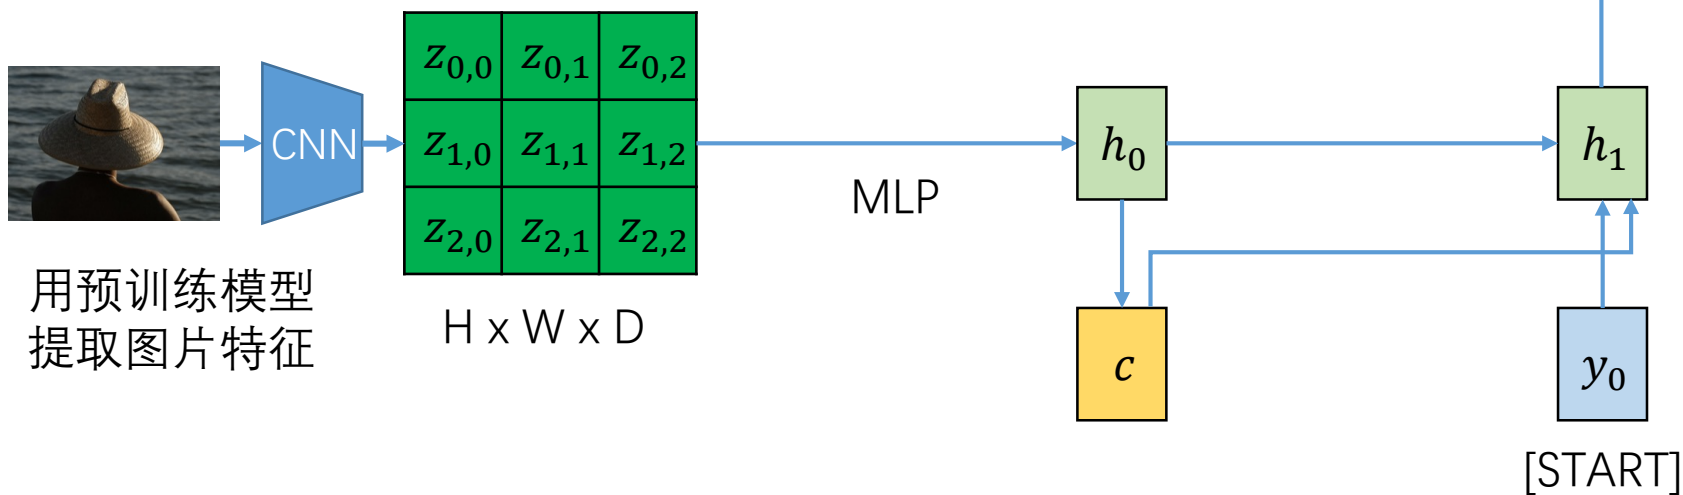 CNN
z0,0 z0,1 z0,2
z1,0 z1,1 z1,2
z2,0 z2,1 z2,2
H x W x D
用预训练模型
提取图片特征
MLP
h0
h1
c
y0
[START]